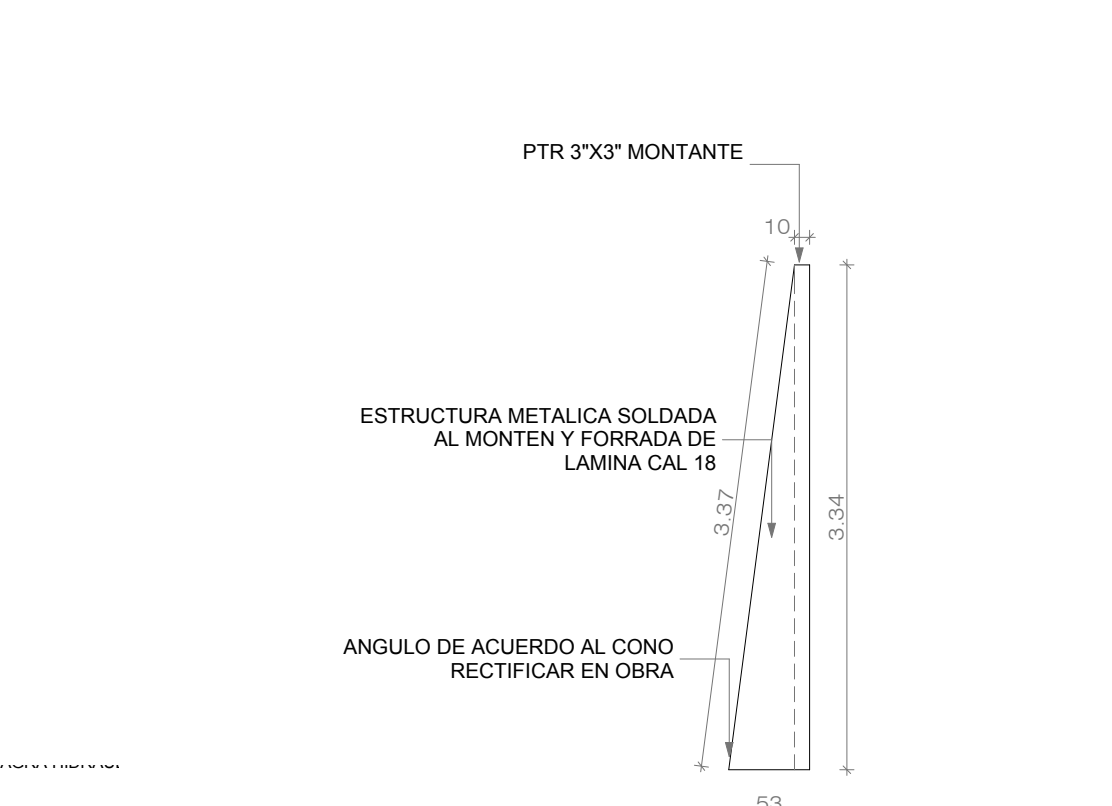 PTR 3"X3" MONTANTE
10
ESTRUCTURA METALICA SOLDADA
AL MONTEN Y FORRADA DE
LAMINA CAL 18
3.37
3.34
ANGULO DE ACUERDO AL CONO
RECTIFICAR EN OBRA
53